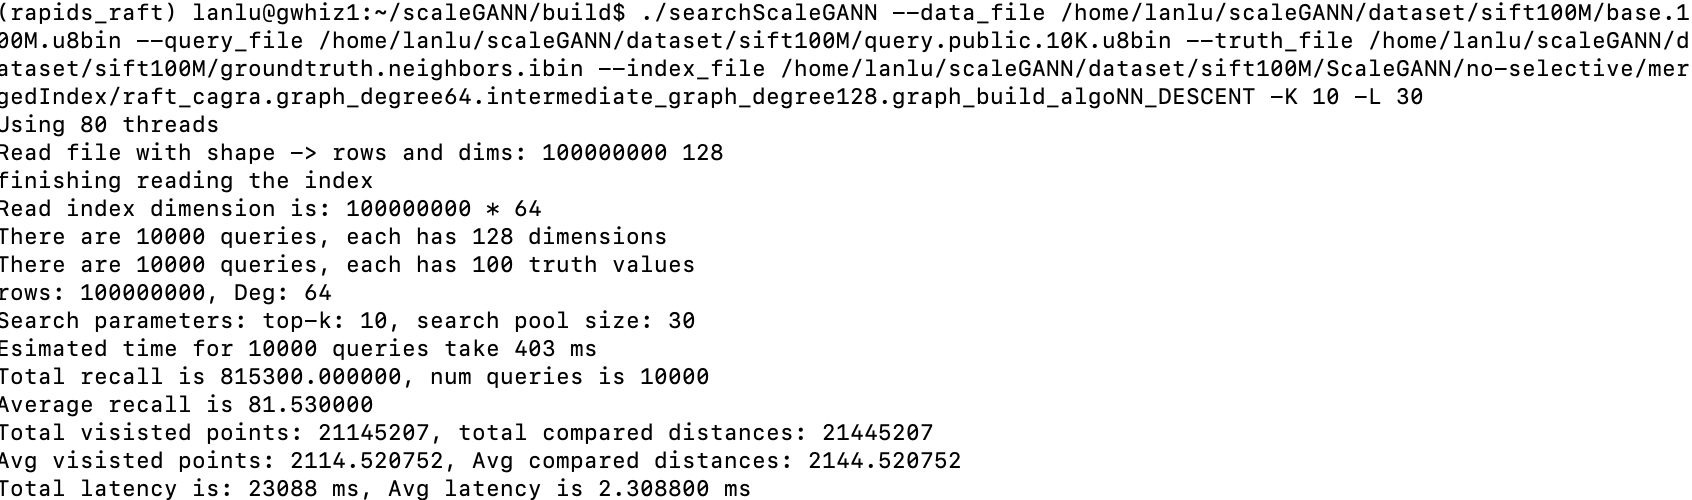 (rapids_raft) lanlu@gwhiz1:~/scaleGANN/build$ ./searchScaleGANN --data_file /home/lanlu/scaleGANN/dataset/sift100M/base.1
00M.u8bin --query_file /home/lanlu/scaleGANN/dataset/sift100M/query.public.10K.u8bin --truth_file /home/lanlu/scaleGANN/d
ataset/sift100M/groundtruth.neighbors.ibin --index_file /home/lanlu/scaleGANN/dataset/sift100M/ScaleGANN/no-selective/mer
gedIndex/raft_cagra.graph_degree64.intermediate_graph_degree128.graph_build_algoNN_DESCENT -K 10 -L 30
Using 80 threads
Read file with shape -> rows and dims: 100000000 128
finishing reading the index
Read index dimension is: 100000000 * 64
There are 10000 queries, each has 128 dimensions
There are 10000 queries, each has 100 truth values
rows: 100000000, Deg: 64
Search parameters: top-k: 10, search pool size: 30
Esimated time for 10000 queries take 403 ms
Total recall is 815300.000000, num queries is 10000
Average recall is 81.530000
Total visisted points: 21145207, total compared distances: 21445207
Avg visisted points: 2114.520752, Avg compared distances: 2144.520752
Total latency is: 23088 ms, Avg latency is 2.308800 ms